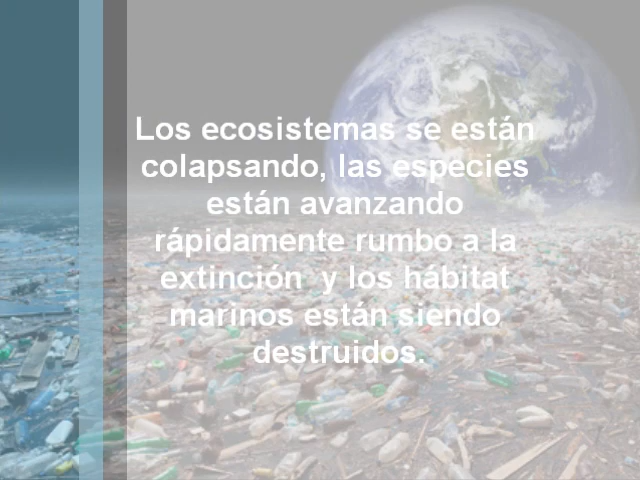 Los ecosistemas se están
colapsando, las especies
están avanzando
rápidamente rumbo a la
extinción  y los hábitat
marinos están siendo
destruidos.